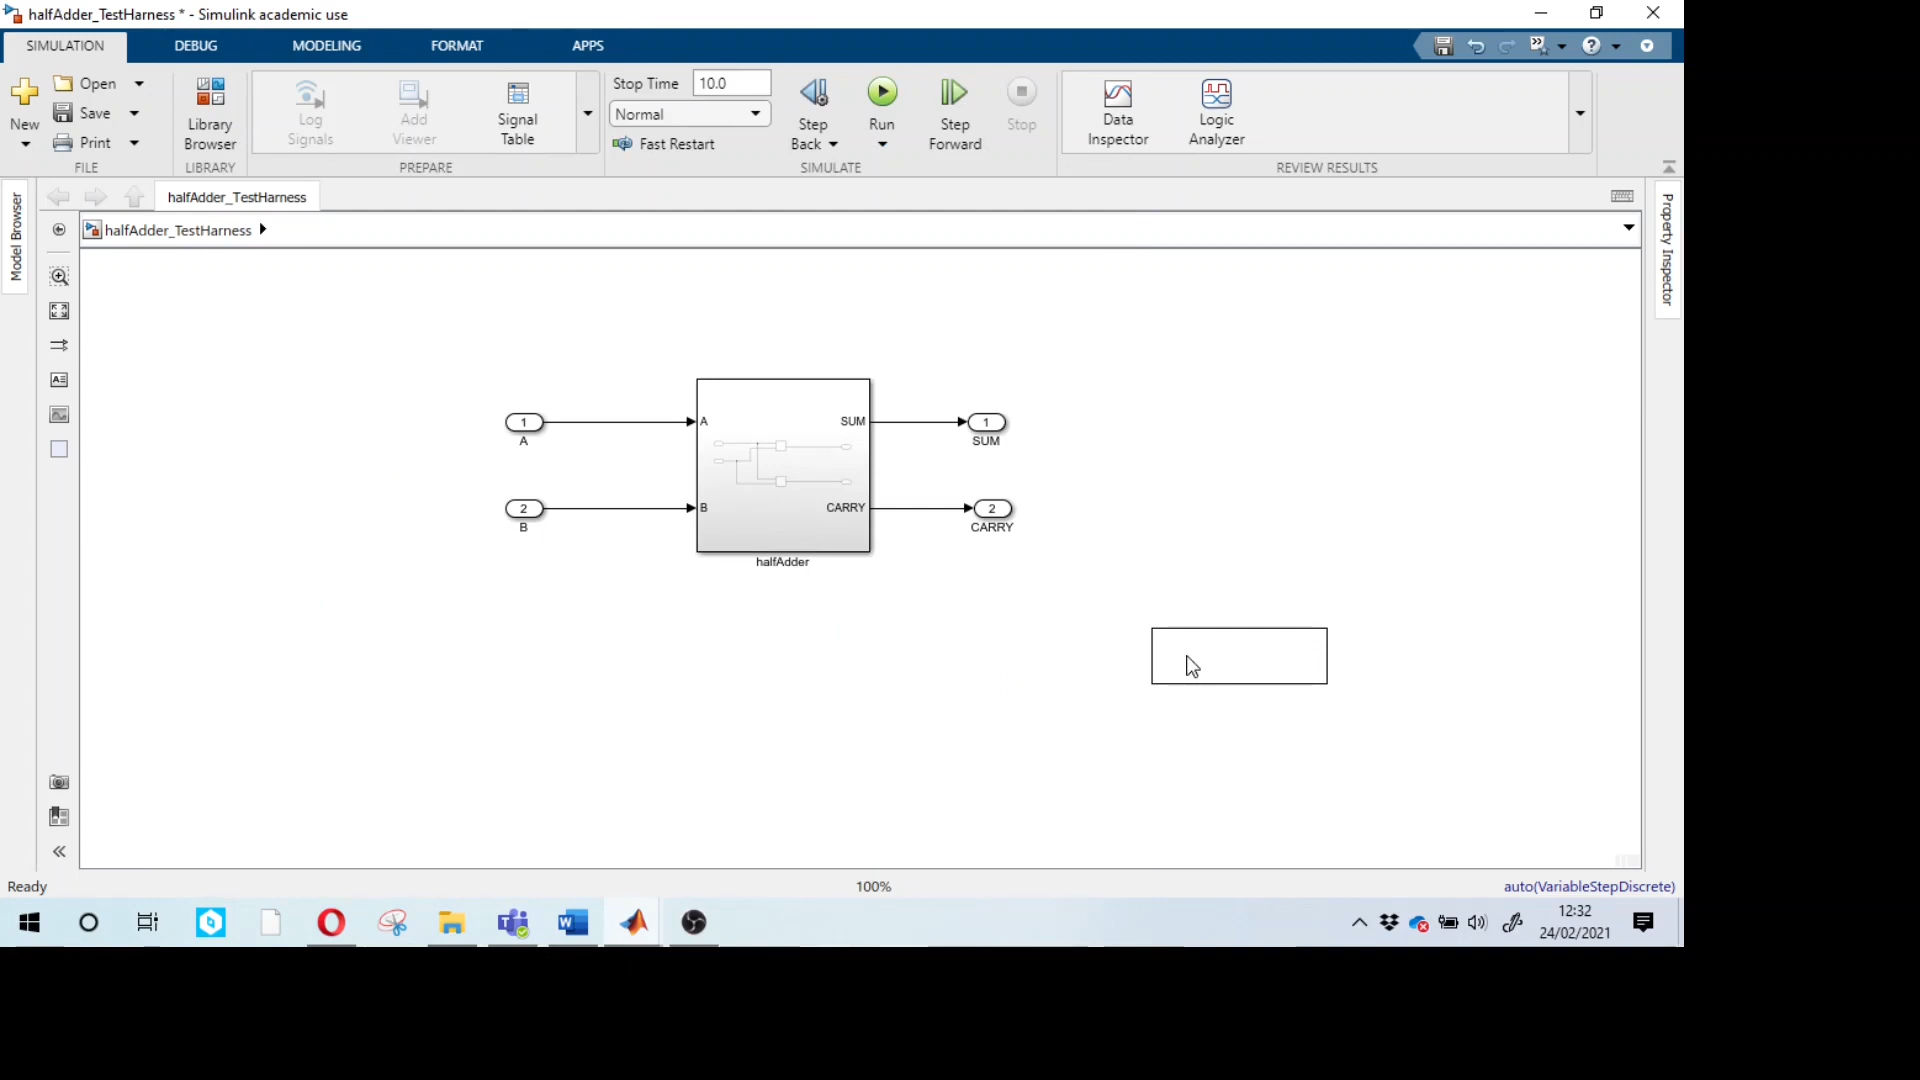 halfAdder_TestHarness * - Simulink academic use
SIMULATION DEBUG MODELING FORMAT APPS
New
Open
Save
Print
FILE
Library Browser
LIBRARY
Log Signals
Add Viewer
Signal Table
PREPARE
Stop Time 10.0
Normal
Fast Restart
Step Back
Run
Step Forward
Stop
SIMULATE
Data Inspector
Logic Analyzer
REVIEW RESULTS
Model Browser
halfAdder_TestHarness
Property Inspector
halfAdder_TestHarness
1
A
A
SUM
1
SUM
2
B
B
CARRY
2
CARRY
halfAdder
Ready
100%
auto(VariableStepDiscrete)
12:32
24/02/2021